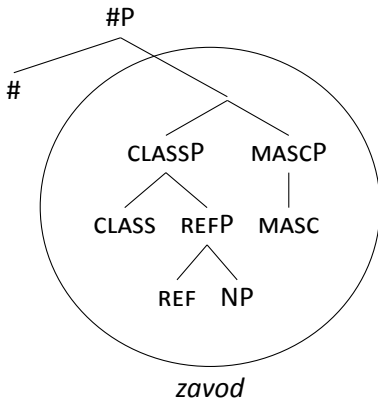 #P
#
CLASSP MASCP
CLASS REFP MASC
REF NP
zavod